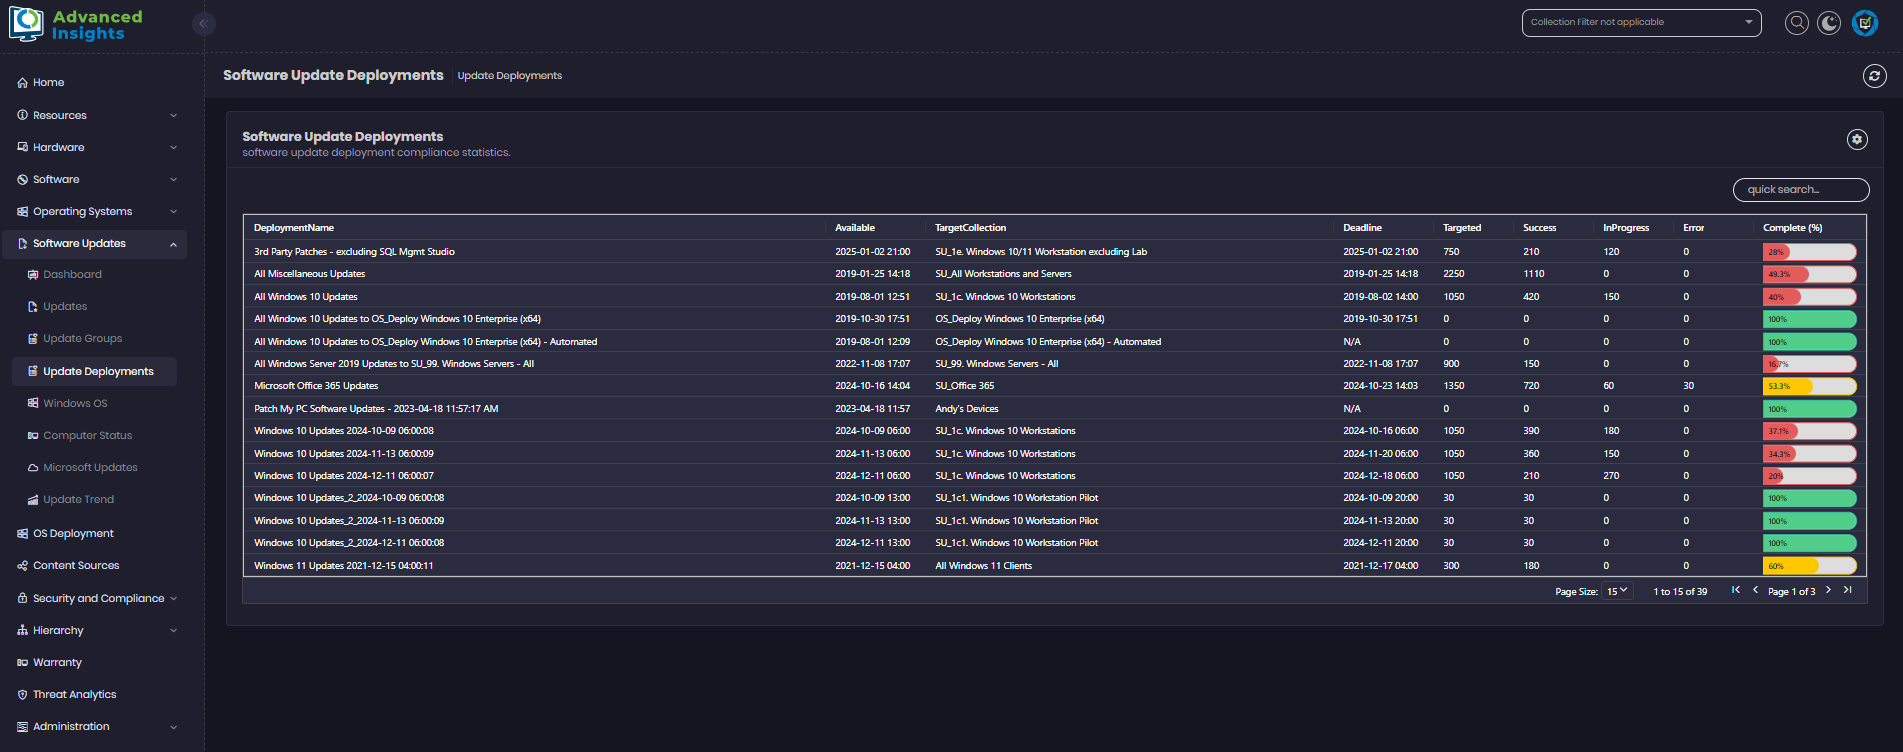 Advanced
Insights
Collection Filter not applicable
Home
Resources
Hardware
Software
Operating Systems
Software Updates
Dashboard
Updates
Update Groups
Update Deployments
Windows OS
Computer Status
Microsoft Updates
Update Trend
OS Deployment
Content Sources
Security and Compliance
Hierarchy
Warranty
Threat Analytics
Administration
Software Update Deployments Update Deployments
Software Update Deployments
software update deployment compliance statistics.
quick search...
DeploymentName Available TargetCollection Deadline Targeted Success InProgress Error Complete (%)
3rd Party Patches - excluding SQL Mgmt Studio 2025-01-02 21:00 SU_1e. Windows 10/11 Workstation excluding Lab 2025-01-02 21:00 750 210 120 0 28%
All Miscellaneous Updates 2019-01-25 14:18 SU_All Workstations and Servers 2019-01-25 14:18 2250 1110 0 0 49.3%
All Windows 10 Updates 2019-08-01 12:51 SU_1c. Windows 10 Workstations 2019-08-02 14:00 1050 420 150 0 40%
All Windows 10 Updates to OS_Deploy Windows 10 Enterprise (x64) 2019-10-30 17:51 OS_Deploy Windows 10 Enterprise (x64) 2019-10-30 17:51 0 0 0 0 100%
All Windows 10 Updates to OS_Deploy Windows 10 Enterprise (x64) - Automated 2019-08-01 12:09 OS_Deploy Windows 10 Enterprise (x64) - Automated N/A 0 0 0 0 100%
All Windows Server 2019 Updates to SU_99. Windows Servers - All 2022-11-08 17:07 SU_99. Windows Servers - All 2022-11-08 17:07 900 150 0 0 16.7%
Microsoft Office 365 Updates 2024-10-16 14:04 SU_Office 365 2024-10-23 14:03 1350 720 60 30 53.3%
Patch My PC Software Updates - 2023-04-18 11:57:17 AM 2023-04-18 11:57 Andy's Devices N/A 0 0 0 0 100%
Windows 10 Updates 2024-10-09 06:00:08 2024-10-09 06:00 SU_1c. Windows 10 Workstations 2024-10-16 06:00 1050 390 180 0 37.1%
Windows 10 Updates 2024-11-13 06:00:09 2024-11-13 06:00 SU_1c. Windows 10 Workstations 2024-11-20 06:00 1050 360 150 0 34.3%
Windows 10 Updates 2024-12-11 06:00:07 2024-12-11 06:00 SU_1c. Windows 10 Workstations 2024-12-18 06:00 1050 210 270 0 20%
Windows 10 Updates_2_2024-10-09 06:00:08 2024-10-09 13:00 SU_1c1. Windows 10 Workstation Pilot 2024-10-09 20:00 30 30 0 0 100%
Windows 10 Updates_2_2024-11-13 06:00:09 2024-11-13 13:00 SU_1c1. Windows 10 Workstation Pilot 2024-11-13 20:00 30 30 0 0 100%
Windows 10 Updates_2_2024-12-11 06:00:08 2024-12-11 13:00 SU_1c1. Windows 10 Workstation Pilot 2024-12-11 20:00 30 30 0 0 100%
Windows 11 Updates 2021-12-15 04:00:11 2021-12-15 04:00 All Windows 11 Clients 2021-12-17 04:00 300 180 0 0 60%
Page Size: 15 1 to 15 of 39 Page 1 of 3